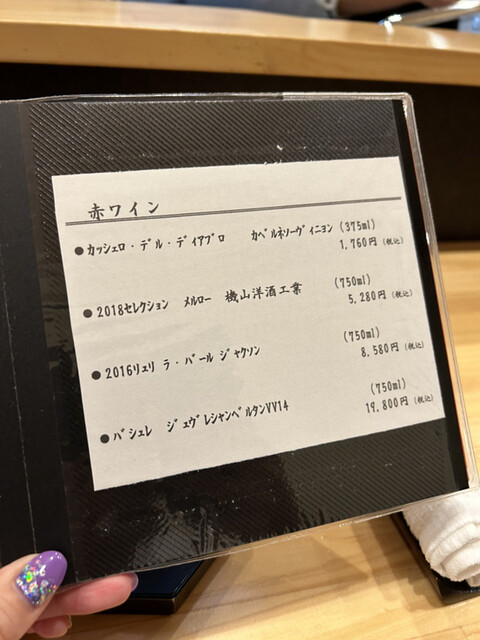 赤ワイン
●カッシェロ・デル・ディアブロ カベルネソーヴィニヨン (375ml)
1,760円 (税込)
●2018セレクション メルロー 機山洋酒工業 (750ml)
5,280円 (税込)
●2016リュリ ラ・バール ジャクソン (750ml)
8,580円 (税込)
●バシュレ ジュヴレシャンベルタンVV14 (750ml)
19,800円 (税込)